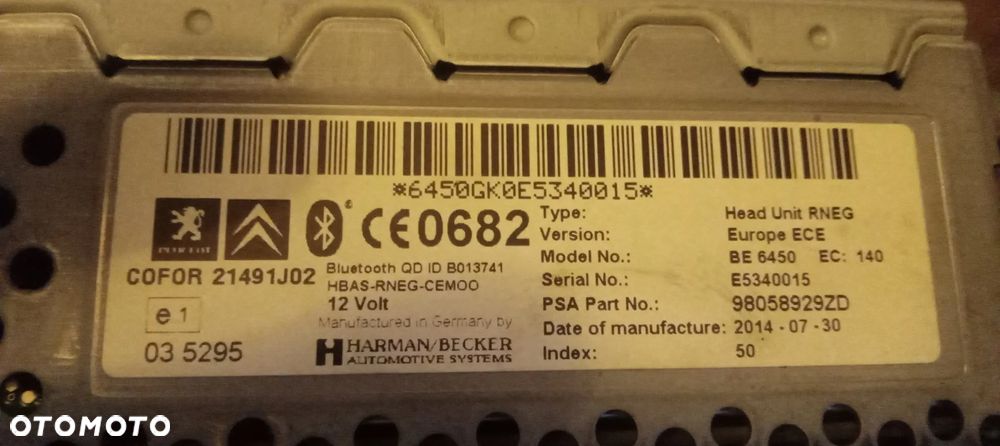 *6450GK0E5340015*
PEUGEOT
CE0682
COFOR 21491J02
Bluetooth QD ID B013741
HBAS-RNEG-CEMOO
12 Volt
Manufactured in Germany by
HARMAN/BECKER
AUTOMOTIVE SYSTEMS
e1
03 5295
Type: Head Unit RNEG
Version: Europe ECE
Model No.: BE 6450 EC: 140
Serial No.: E5340015
PSA Part No.: 98058929ZD
Date of manufacture: 2014 - 07 - 30
Index: 50
OTOMOTO